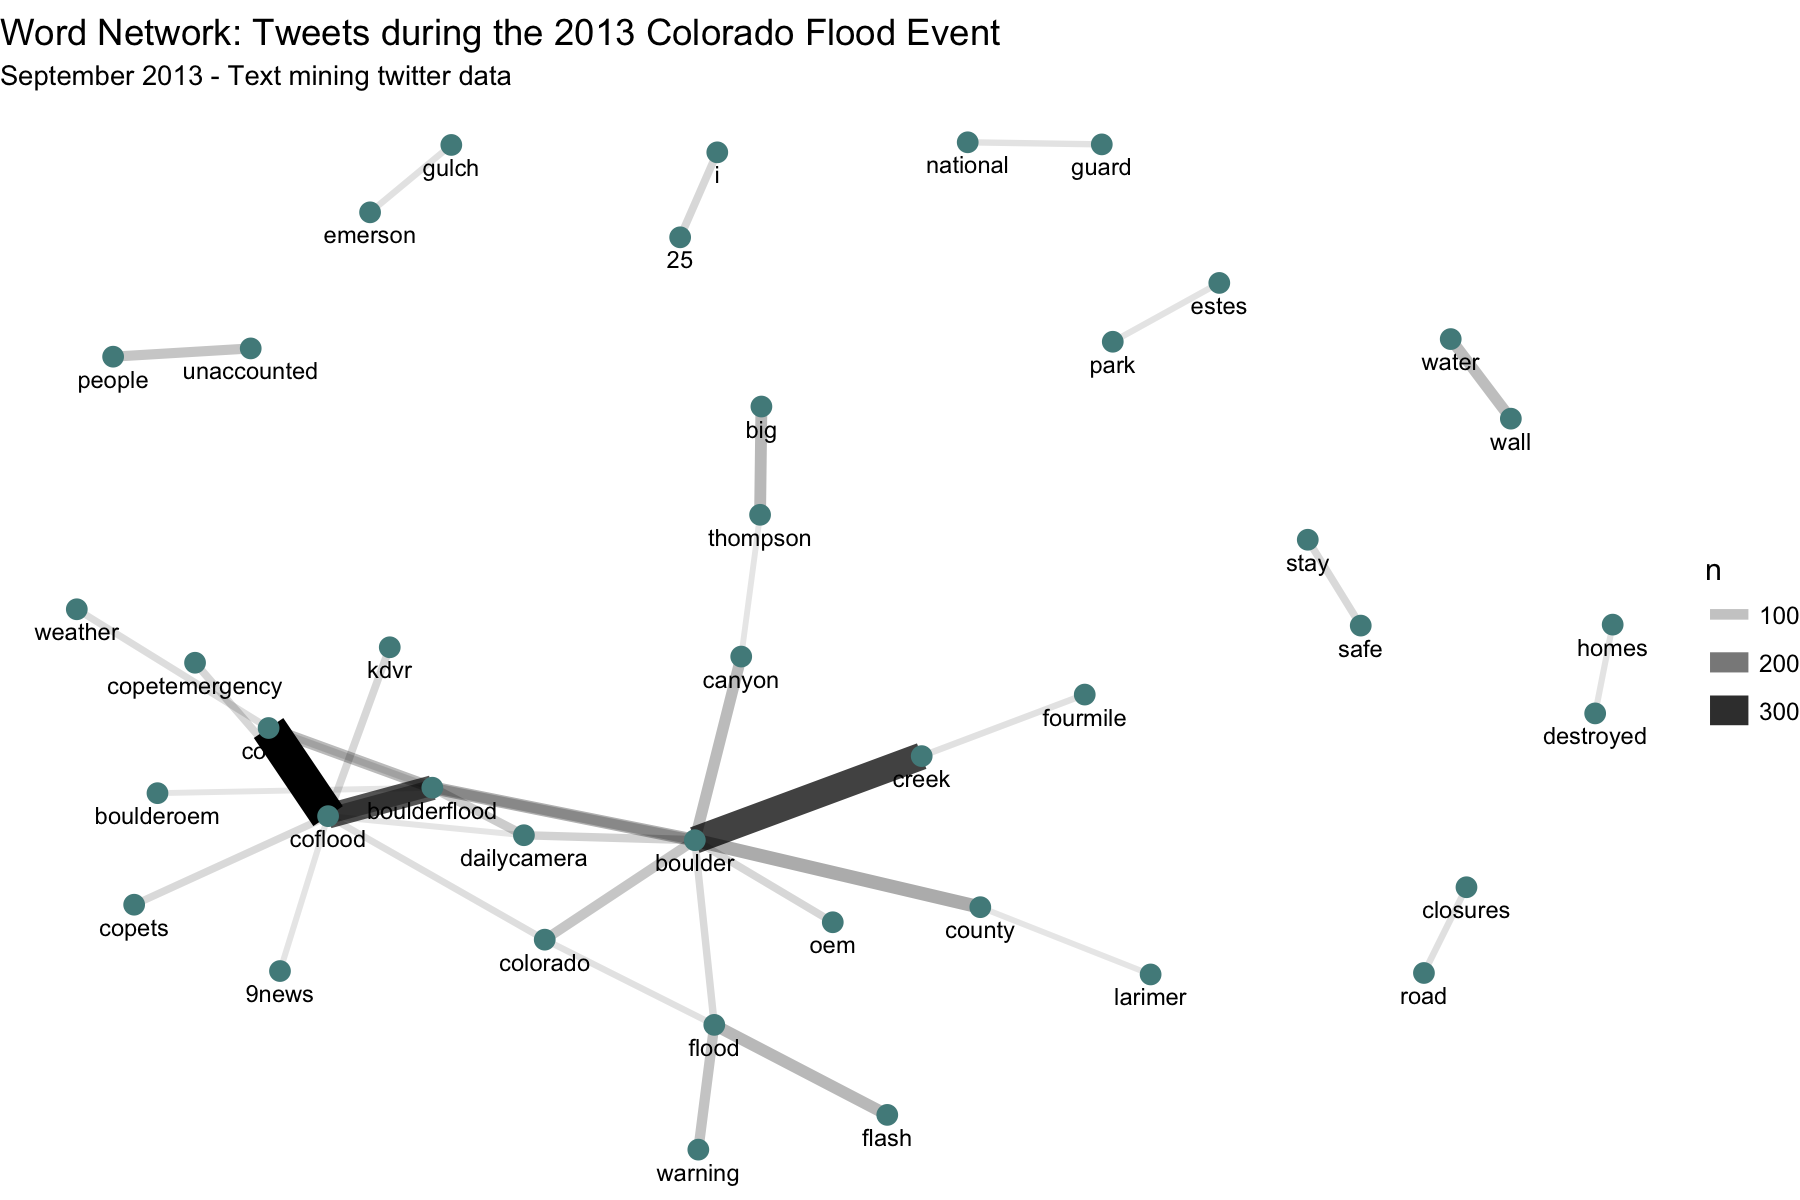 Word Network: Tweets during the 2013 Colorado Flood Event
September 2013 - Text mining twitter data
gulch
i
national
guard
emerson
25
estes
people
unaccounted
park
water
big
wall
thompson
stay
n
100
weather
safe
homes
200
kdvr
copetemergency
canyon
300
fourmile
destroyed
creek
boulderoem
boulderflood
coflood
dailycamera
boulder
closures
copets
county
oem
colorado
9news
larimer
road
flood
flash
warning